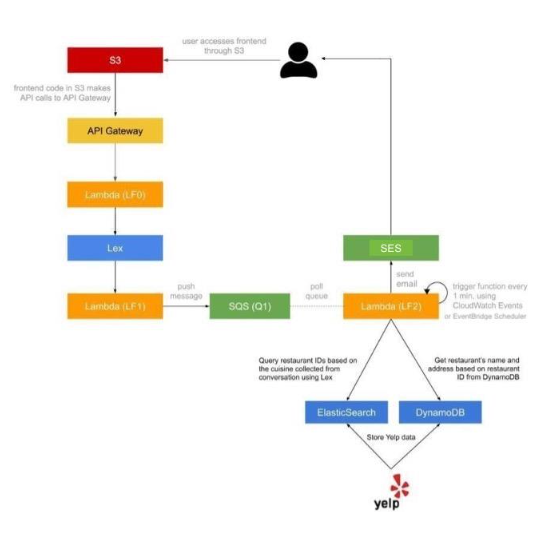 user accesses frontend
through S3
S3
frontend code in S3 makes
API calls to API Gateway
API Gateway
Lambda (LF0)
Lex
SES
send
email
trigger function every
1 min, using
CloudWatch Events
or EventBridge Scheduler
push
message
poll
queue
Lambda (LF1)
SQS (Q1)
Lambda (LF2)
Query restaurant IDs based on
the cuisine collected from
conversation using Lex
Get restaurant's name and
address based on restaurant
ID from DynamoDB
ElasticSearch
DynamoDB
Store Yelp data
yelp